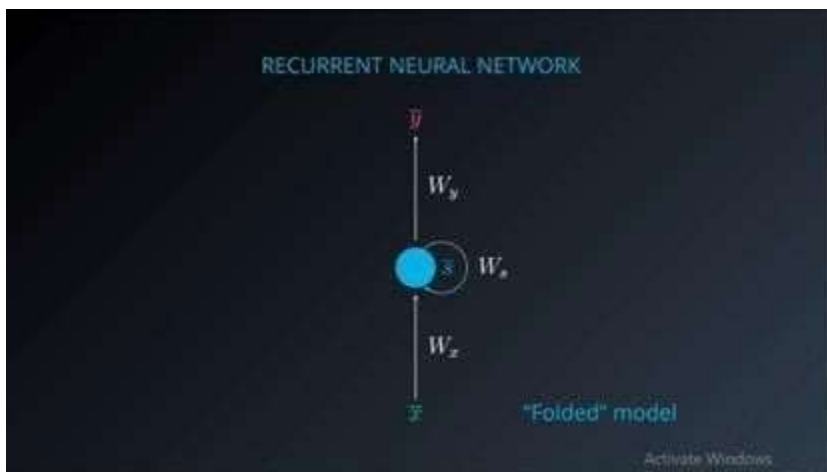 RECURRENT NEURAL NETWORK
y̅
W_y
s̅ W_s
W_x
x̅
"Folded" model
Activate Windows